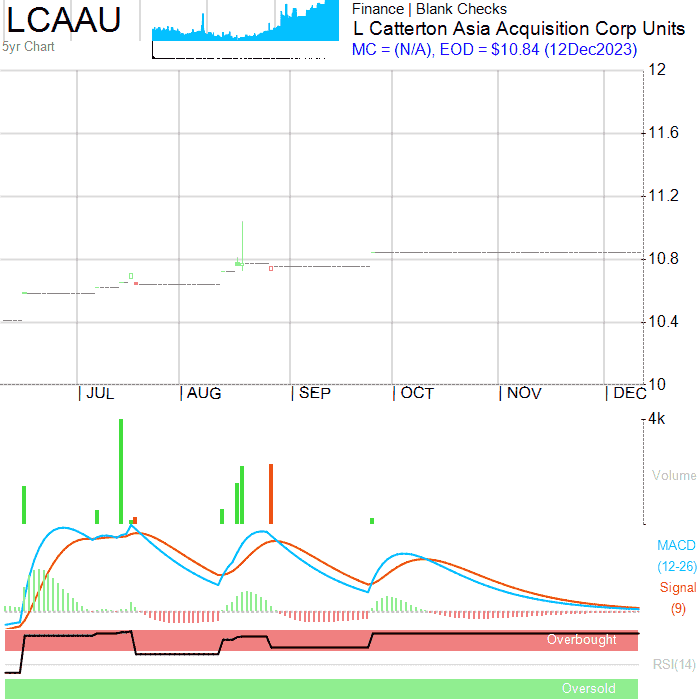 LCAAU
5yr Chart
Finance | Blank Checks
L Catterton Asia Acquisition Corp Units
MC = (N/A), EOD = $10.84 (12Dec2023)
12
11.6
11.2
10.8
10.4
10
| JUL | AUG | SEP | OCT | NOV | DEC
4k
Volume
MACD
(12-26)
Signal
(9)
Overbought
RSI(14)
Oversold